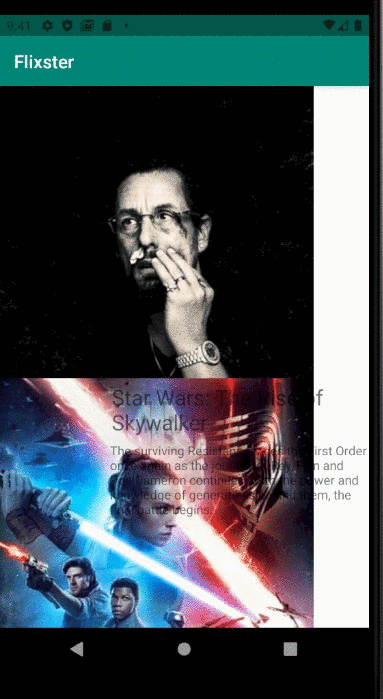 9:41
Flixster
Star Wars: The Rise of
Skywalker
The surviving Resistance faces the First Order
once again as the journey of Rey, Finn and
Poe Dameron continues. With the power and
knowledge of generations behind them, the
final battle begins.